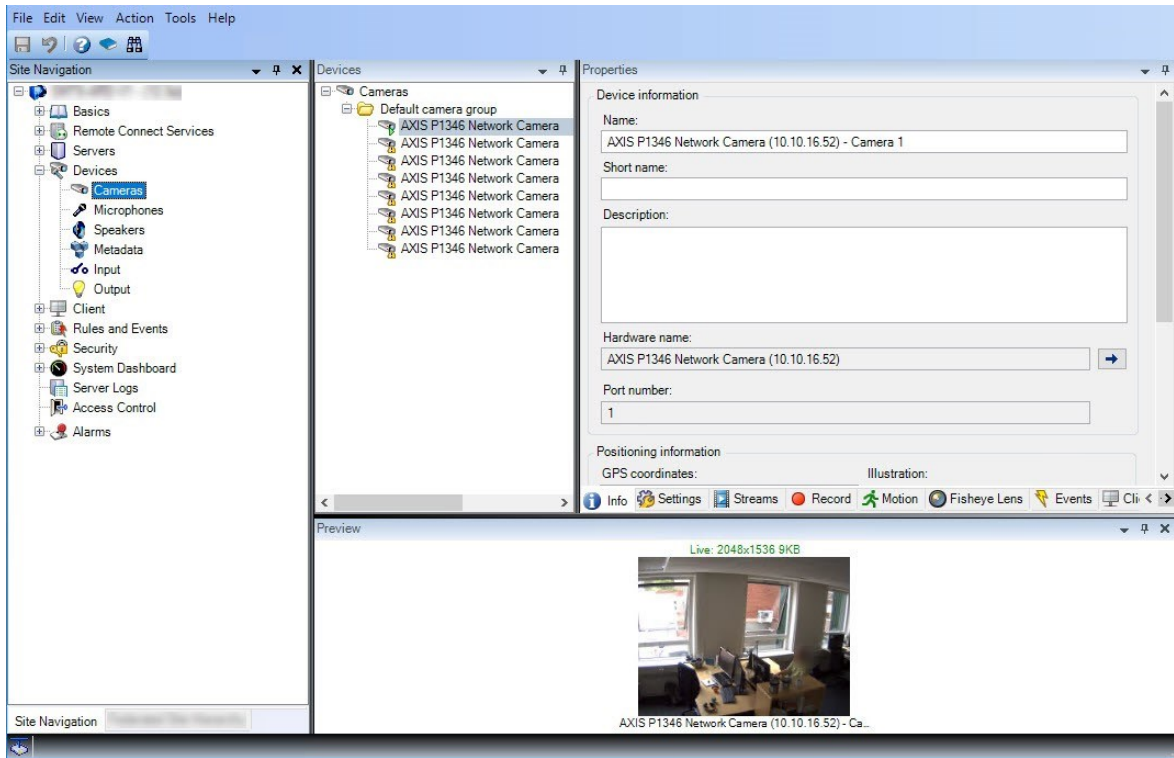 File Edit View Action Tools Help
Site Navigation
Basics
Remote Connect Services
Servers
Devices
Cameras
Microphones
Speakers
Metadata
Input
Output
Client
Rules and Events
Security
System Dashboard
Server Logs
Access Control
Alarms
Site Navigation
Devices
Cameras
Default camera group
AXIS P1346 Network Camera
AXIS P1346 Network Camera
AXIS P1346 Network Camera
AXIS P1346 Network Camera
AXIS P1346 Network Camera
AXIS P1346 Network Camera
AXIS P1346 Network Camera
AXIS P1346 Network Camera
Properties
Device information
Name:
AXIS P1346 Network Camera (10.10.16.52) - Camera 1
Short name:
Description:
Hardware name:
AXIS P1346 Network Camera (10.10.16.52)
Port number:
1
Positioning information
GPS coordinates: Illustration:
Info Settings Streams Record Motion Fisheye Lens Events Cli
Preview
Live: 2048x1536 9KB
AXIS P1346 Network Camera (10.10.16.52) - Ca...